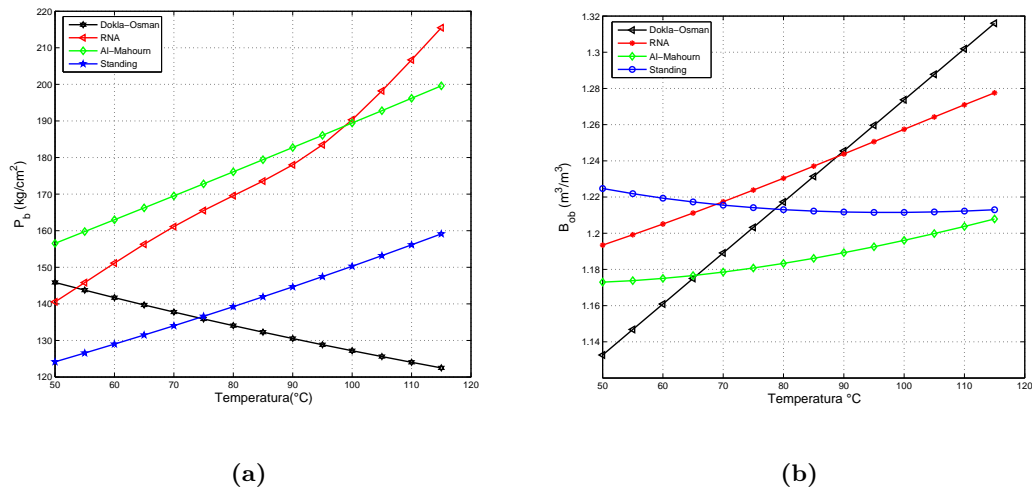 220
210
200
190
180
170
160
150
140
130
120
P_b (kg/cm^2)
Dokla–Osman
RNA
Al–Mahourn
Standing
50 60 70 80 90 100 110 120
Temperatura(°C)
(a)
1.32
1.3
1.28
1.26
1.24
1.22
1.2
1.18
1.16
1.14
B_ob (m^3/m^3)
Dokla–Osman
RNA
Al–Mahourn
Standing
50 60 70 80 90 100 110 120
Temperatura °C
(b)